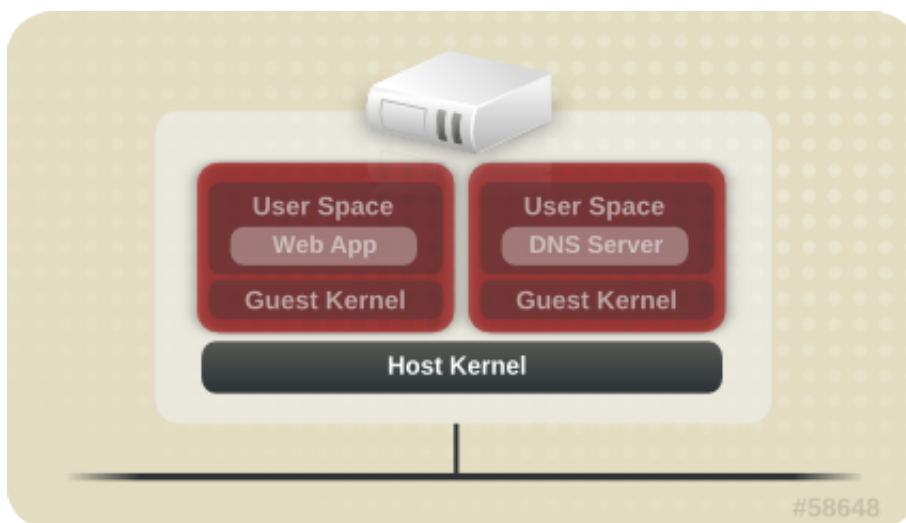 User Space
Web App
Guest Kernel
User Space
DNS Server
Guest Kernel
Host Kernel
#58648